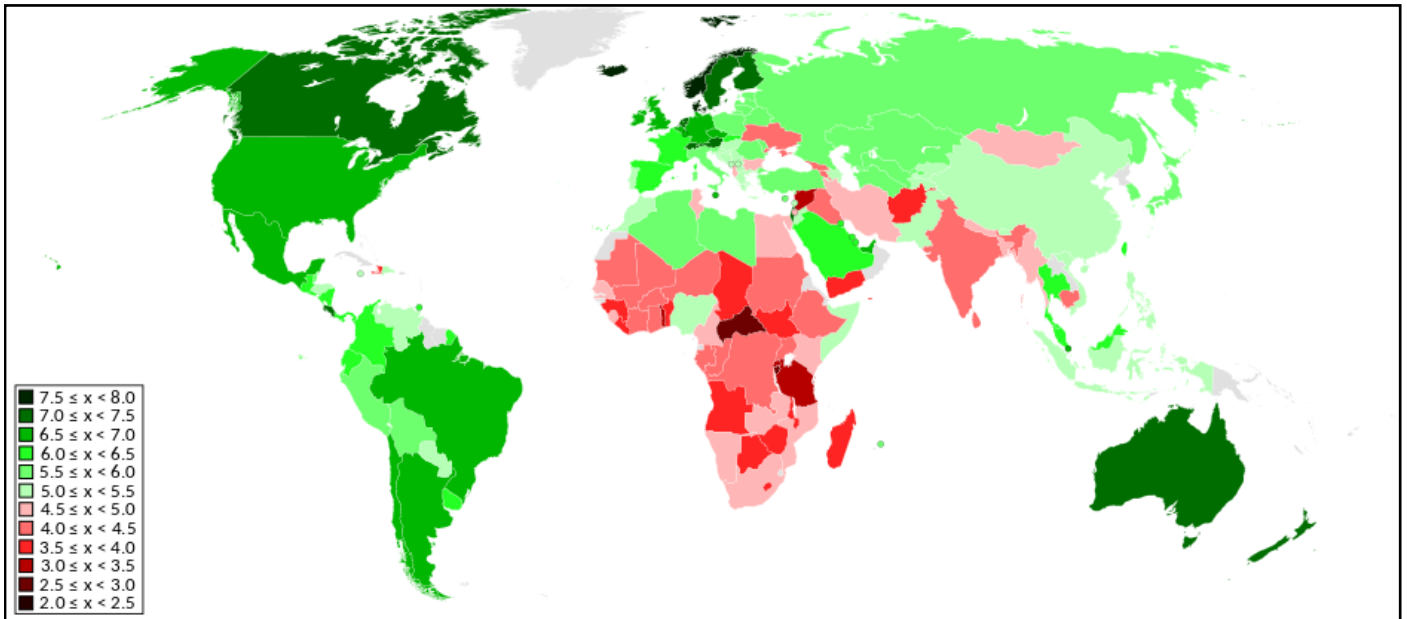 7.5 ≤ x < 8.0
7.0 ≤ x < 7.5
6.5 ≤ x < 7.0
6.0 ≤ x < 6.5
5.5 ≤ x < 6.0
5.0 ≤ x < 5.5
4.5 ≤ x < 5.0
4.0 ≤ x < 4.5
3.5 ≤ x < 4.0
3.0 ≤ x < 3.5
2.5 ≤ x < 3.0
2.0 ≤ x < 2.5